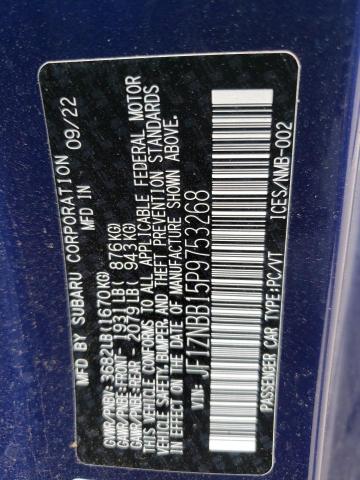 MFD BY SUBARU CORPORATION 09/22
MFD IN
GVWR/PNBV 3682LB(1670KG)
GAWR/PNBE-FRONT- 1931LB( 876KG)
GAWR/PNBE-REAR - 2079LB( 943KG)
THIS VEHICLE CONFORMS TO ALL APPLICABLE FEDERAL MOTOR
VEHICLE SAFETY,BUMPER, AND THEFT PREVENTION STANDARDS
IN EFFECT ON THE DATE OF MANUFACTURE SHOWN ABOVE.
VIN: JF1ZNBB15P9753268
PASSENGER CAR TYPE:PC/VT ICES/NMB-002